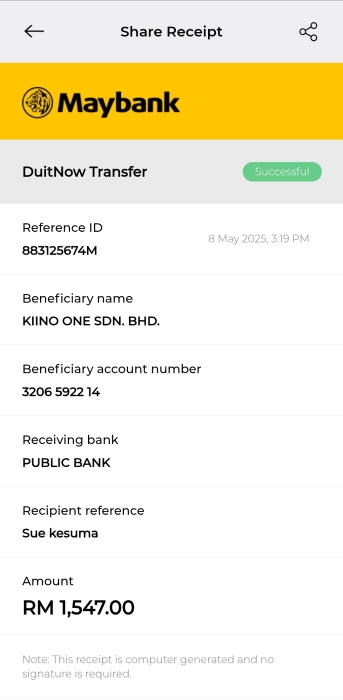 Share Receipt
Maybank
DuitNow Transfer
Successful
Reference ID
8 May 2025, 3:19 PM
883125674M
Beneficiary name
KIINO ONE SDN. BHD.
Beneficiary account number
3206 5922 14
Receiving bank
PUBLIC BANK
Recipient reference
Sue kesuma
Amount
RM 1,547.00
Note: This receipt is computer generated and no
signature is required.